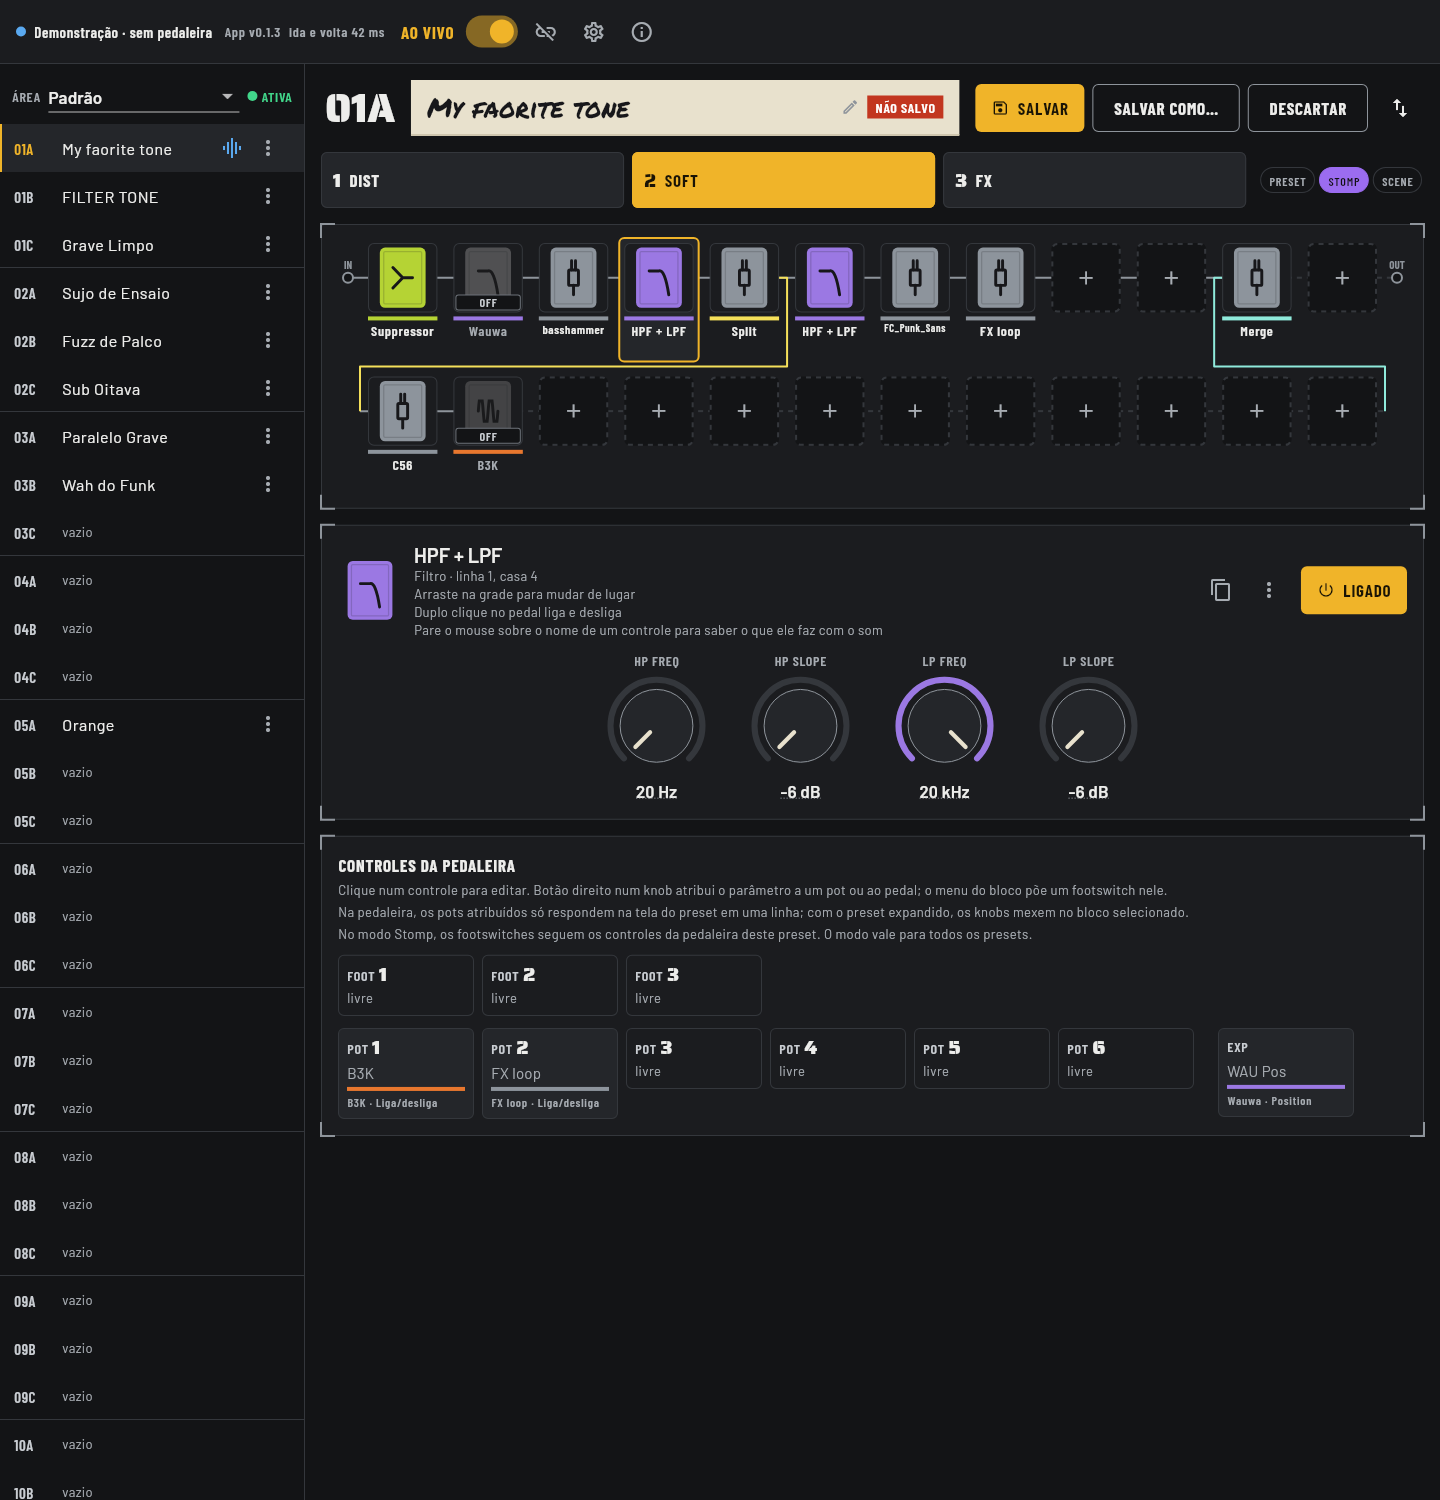 Demonstração · sem pedaleira App v0.1.3 Ida e volta 42 ms AO VIVO
ÁREA Padrão ATIVA
01A My faorite tone
01B FILTER TONE
01C Grave Limpo
02A Sujo de Ensaio
02B Fuzz de Palco
02C Sub Oitava
03A Paralelo Grave
03B Wah do Funk
03C vazio
04A vazio
04B vazio
04C vazio
05A Orange
05B vazio
05C vazio
06A vazio
06B vazio
06C vazio
07A vazio
07B vazio
07C vazio
08A vazio
08B vazio
08C vazio
09A vazio
09B vazio
09C vazio
10A vazio
10B vazio
01A My faorite tone NÃO SALVO SALVAR SALVAR COMO... DESCARTAR
1 DIST 2 SOFT 3 FX PRESET STOMP SCENE
IN OUT
OFF
Suppressor Wauwa basshammer HPF + LPF Split HPF + LPF FC_Punk_Sans FX loop Merge
OFF
C56 B3K
HPF + LPF
Filtro · linha 1, casa 4
Arraste na grade para mudar de lugar
Duplo clique no pedal liga e desliga
Pare o mouse sobre o nome de um controle para saber o que ele faz com o som
LIGADO
HP FREQ HP SLOPE LP FREQ LP SLOPE
20 Hz -6 dB 20 kHz -6 dB
CONTROLES DA PEDALEIRA
Clique num controle para editar. Botão direito num knob atribui o parâmetro a um pot ou ao pedal; o menu do bloco põe um footswitch nele.
Na pedaleira, os pots atribuídos só respondem na tela do preset em uma linha; com o preset expandido, os knobs mexem no bloco selecionado.
No modo Stomp, os footswitches seguem os controles da pedaleira deste preset. O modo vale para todos os presets.
FOOT 1 FOOT 2 FOOT 3
livre livre livre
POT 1 POT 2 POT 3 POT 4 POT 5 POT 6 EXP
B3K FX loop livre livre livre livre WAU Pos
B3K · Liga/desliga FX loop · Liga/desliga Wauwa · Position